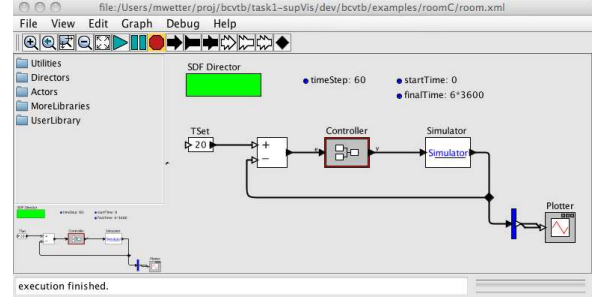 file:/Users/mwetter/proj/bcvtb/task1-supVis/dev/bcvtb/examples/roomC/room.xml
File View Edit Graph Debug Help
Utilities
Directors
Actors
MoreLibraries
UserLibrary
SDF Director
timeStep: 60
startTime: 0
finalTime: 6*3600
TSet
20
+
−
Controller
Simulator
Simulator
Plotter
execution finished.